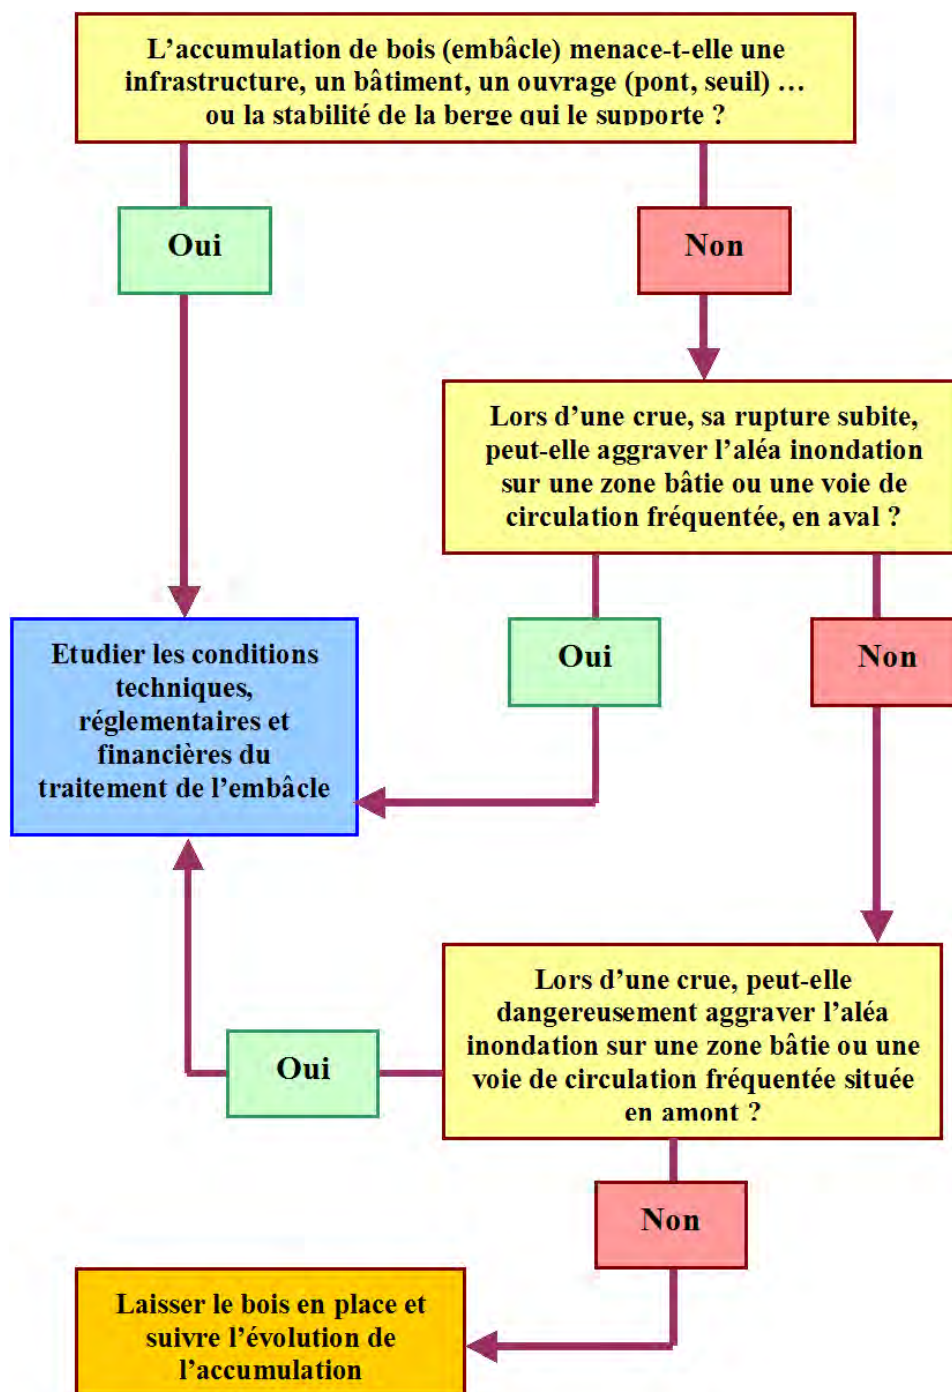 L’accumulation de bois (embâcle) menace-t-elle une
infrastructure, un bâtiment, un ouvrage (pont, seuil) …
ou la stabilité de la berge qui le supporte ?
Oui
Non
Lors d’une crue, sa rupture subite,
peut-elle aggraver l’aléa inondation
sur une zone bâtie ou une voie de
circulation fréquentée, en aval ?
Oui
Non
Etudier les conditions
techniques,
réglementaires et
financières du
traitement de l’embâcle
Lors d’une crue, peut-elle
dangereusement aggraver l’aléa
inondation sur une zone bâtie ou une
voie de circulation fréquentée située
en amont ?
Oui
Non
Laisser le bois en place et
suivre l’évolution de
l’accumulation